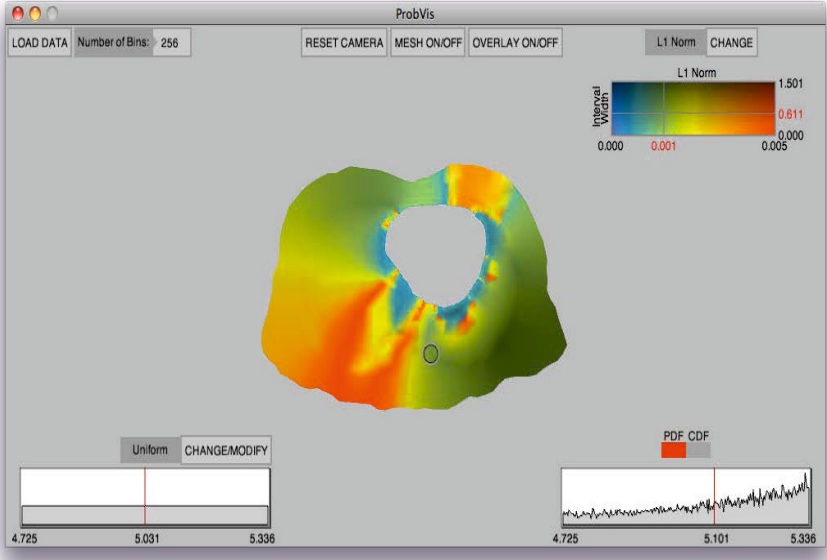 ProbVis
LOAD DATA Number of Bins: 256 RESET CAMERA MESH ON/OFF OVERLAY ON/OFF L1 Norm CHANGE
L1 Norm
Interval Width
1.501
0.611
0.000
0.000 0.001 0.005
Uniform CHANGE/MODIFY
4.725 5.031 5.336
PDF CDF
4.725 5.101 5.336